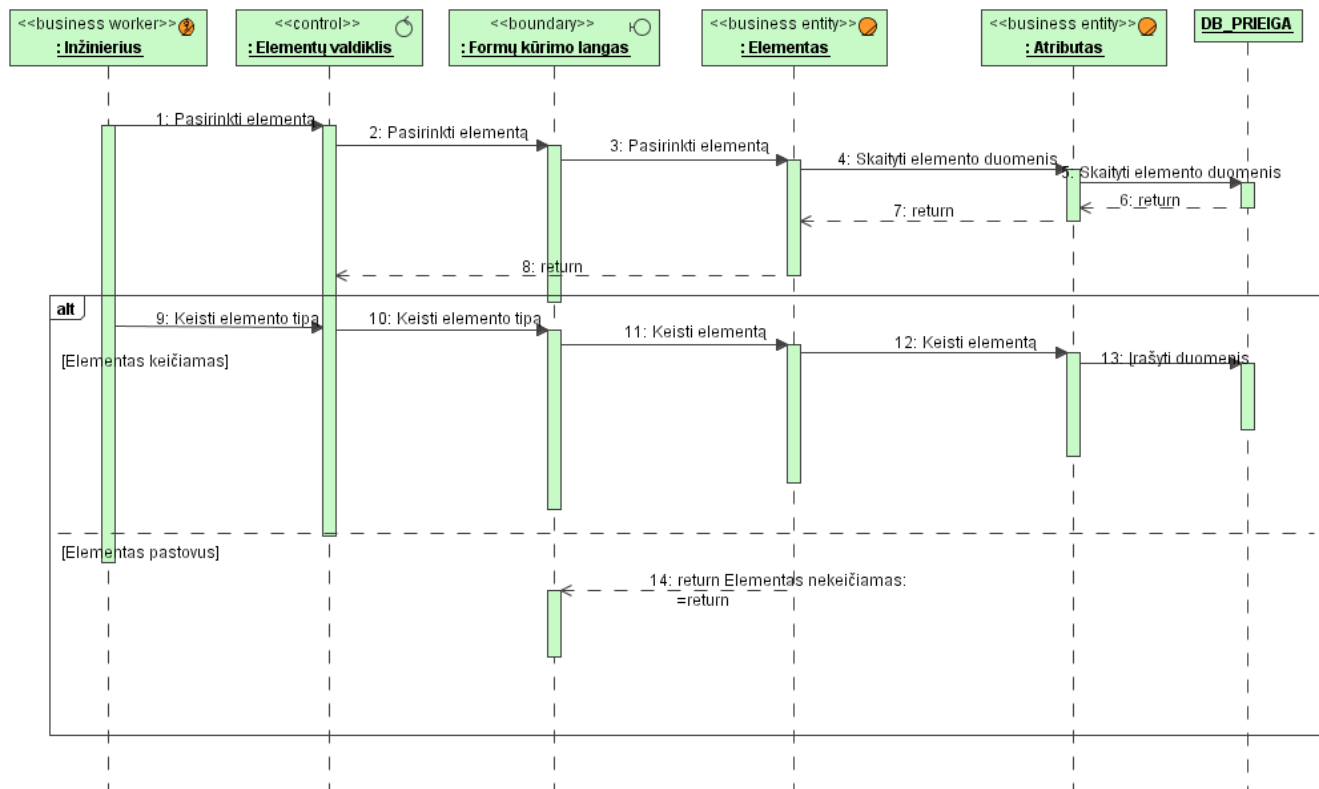 <<business worker>>
: Inžinierius
<<control>>
: Elementų valdiklis
<<boundary>>
: Formų kūrimo langas
<<business entity>>
: Elementas
<<business entity>>
: Atributas
DB_PRIEIGA
1: Pasirinkti elementą
2: Pasirinkti elementą
3: Pasirinkti elementą
4: Skaityti elemento duomenis
5: Skaityti elemento duomenis
6: return
7: return
8: return
alt
9: Keisti elemento tipą
10: Keisti elemento tipą
11: Keisti elementą
12: Keisti elementą
13: Įrašyti duomenis
[Elementas keičiamas]
[Elementas pastovus]
14: return Elementas nekeičiamas:
=return